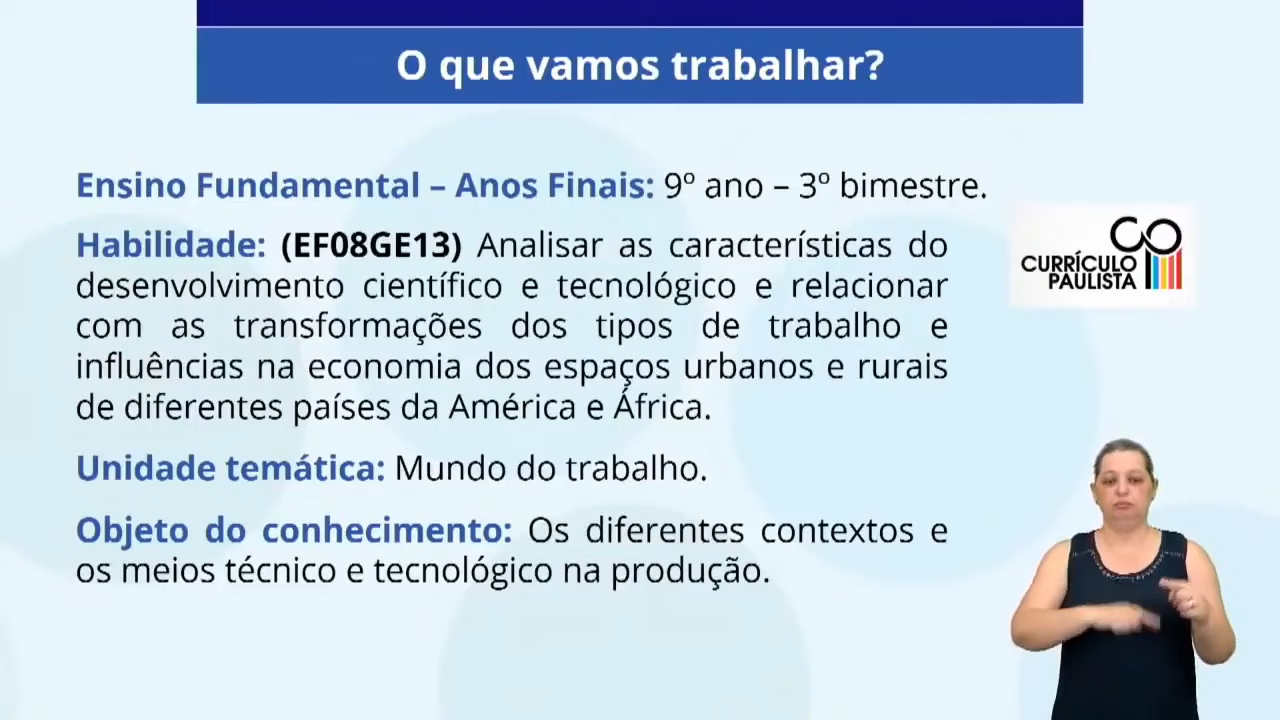 O que vamos trabalhar?
Ensino Fundamental – Anos Finais: 9º ano – 3º bimestre.
Habilidade: (EF08GE13) Analisar as características do
desenvolvimento científico e tecnológico e relacionar
com as transformações dos tipos de trabalho e
influências na economia dos espaços urbanos e rurais
de diferentes países da América e África.
CURRÍCULO
PAULISTA
Unidade temática: Mundo do trabalho.
Objeto do conhecimento: Os diferentes contextos e
os meios técnico e tecnológico na produção.